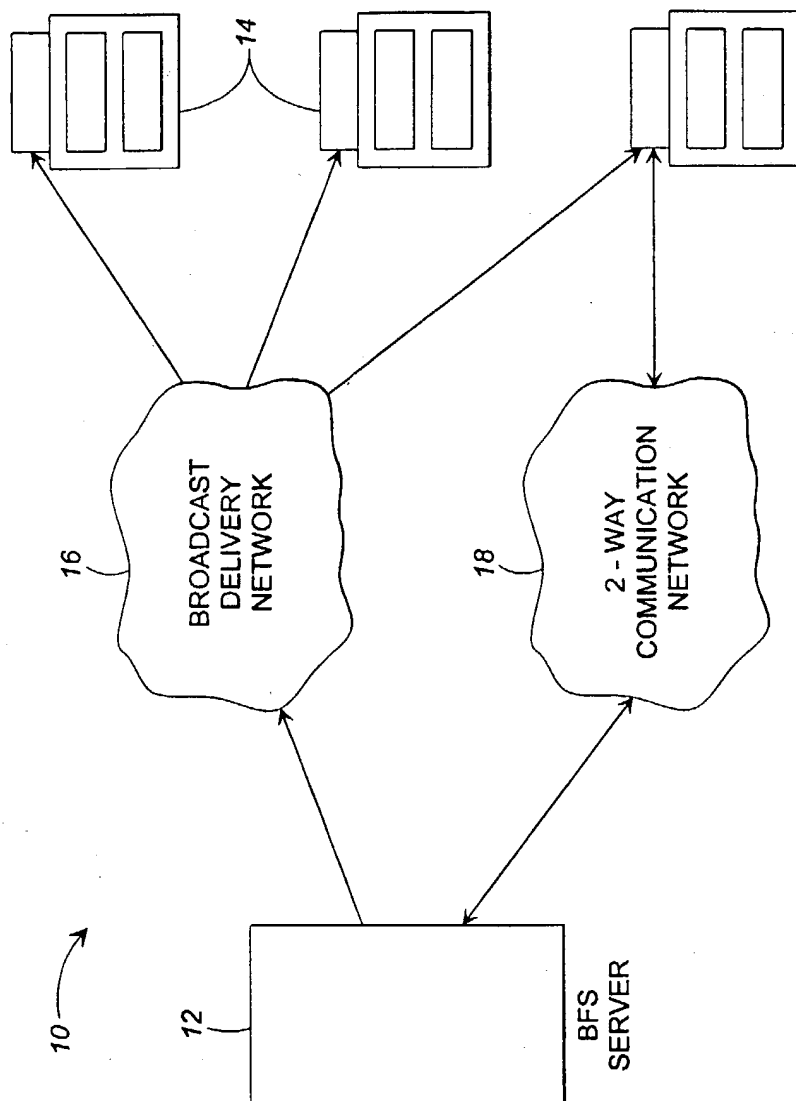 10
12
BFS
SERVER
16
BROADCAST
DELIVERY
NETWORK
18
2 - WAY
COMMUNICATION
NETWORK
14